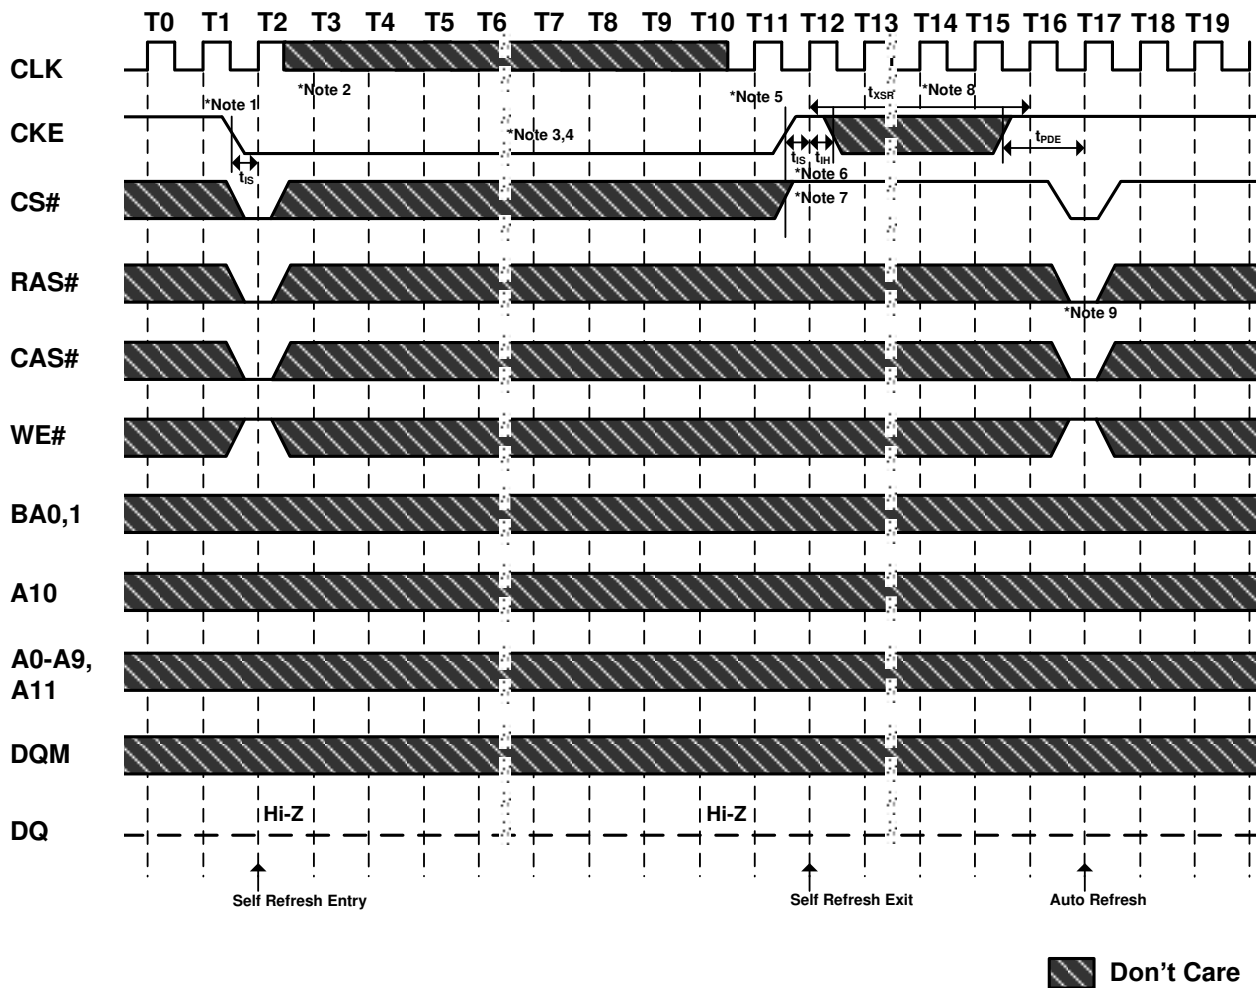 T0 T1 T2 T3 T4 T5 T6 T7 T8 T9 T10 T11 T12 T13 T14 T15 T16 T17 T18 T19
CLK
*Note 2
*Note 5
tXSR
*Note 8
*Note 1
CKE
*Note 3,4
tPDE
tIS
tIS
tIH
*Note 6
CS#
*Note 7
RAS#
*Note 9
CAS#
WE#
BA0,1
A10
A0-A9,
A11
DQM
Hi-Z
Hi-Z
DQ
Self Refresh Entry
Self Refresh Exit
Auto Refresh
Don't Care